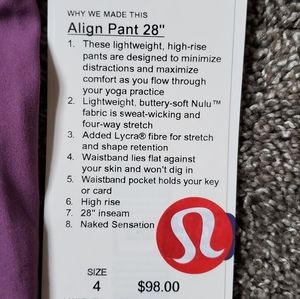 WHY WE MADE THIS
Align Pant 28"
1. These lightweight, high-rise
pants are designed to minimize
distractions and maximize
comfort as you flow through
your yoga practice
2. Lightweight, buttery-soft Nulu™
fabric is sweat-wicking and
four-way stretch
3. Added Lycra® fibre for stretch
and shape retention
4. Waistband lies flat against
your skin and won't dig in
5. Waistband pocket holds your key
or card
6. High rise
7. 28" inseam
8. Naked Sensation
SIZE
4 $98.00